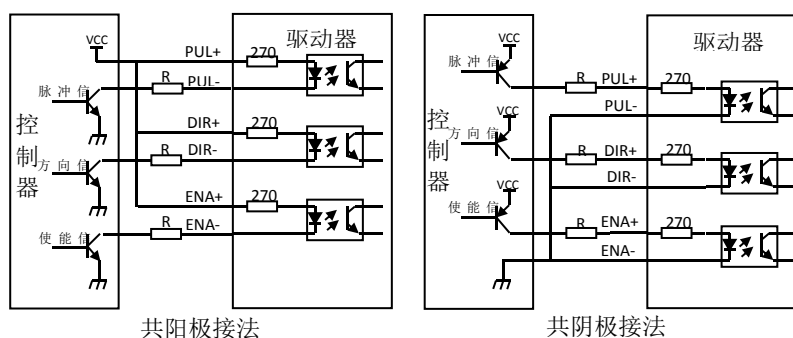 VCC
PUL+
270
驱动器
R
PUL-
脉冲信
控制器
DIR+
270
R
DIR-
方向信
ENA+
270
R
ENA-
使能信
共阳极接法
VCC
驱动器
脉冲信
R
PUL+
270
PUL-
VCC
控制器
方向信
R
DIR+
270
DIR-
VCC
使能信
R
ENA+
270
ENA-
共阴极接法